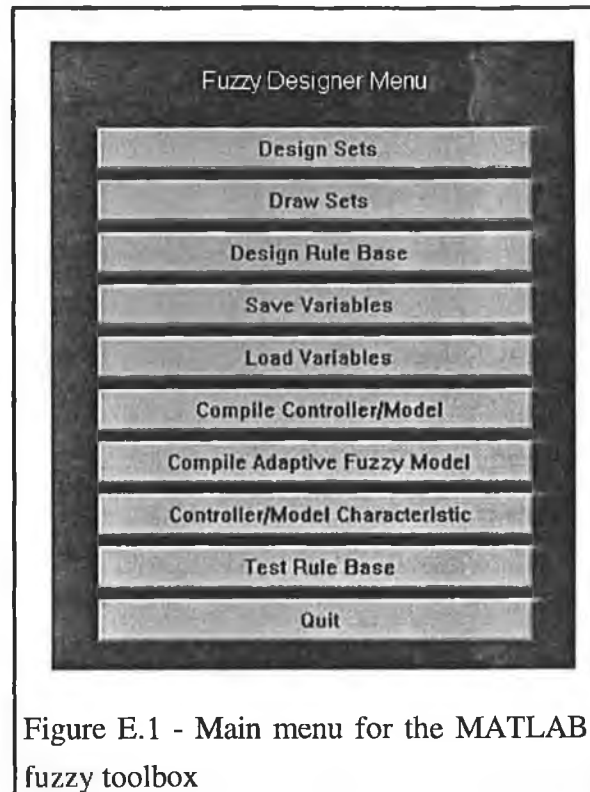 Fuzzy Designer Menu
Design Sets
Draw Sets
Design Rule Base
Save Variables
Load Variables
Compile Controller/Model
Compile Adaptive Fuzzy Model
Controller/Model Characteristic
Test Rule Base
Quit
Figure E.1 - Main menu for the MATLAB
fuzzy toolbox